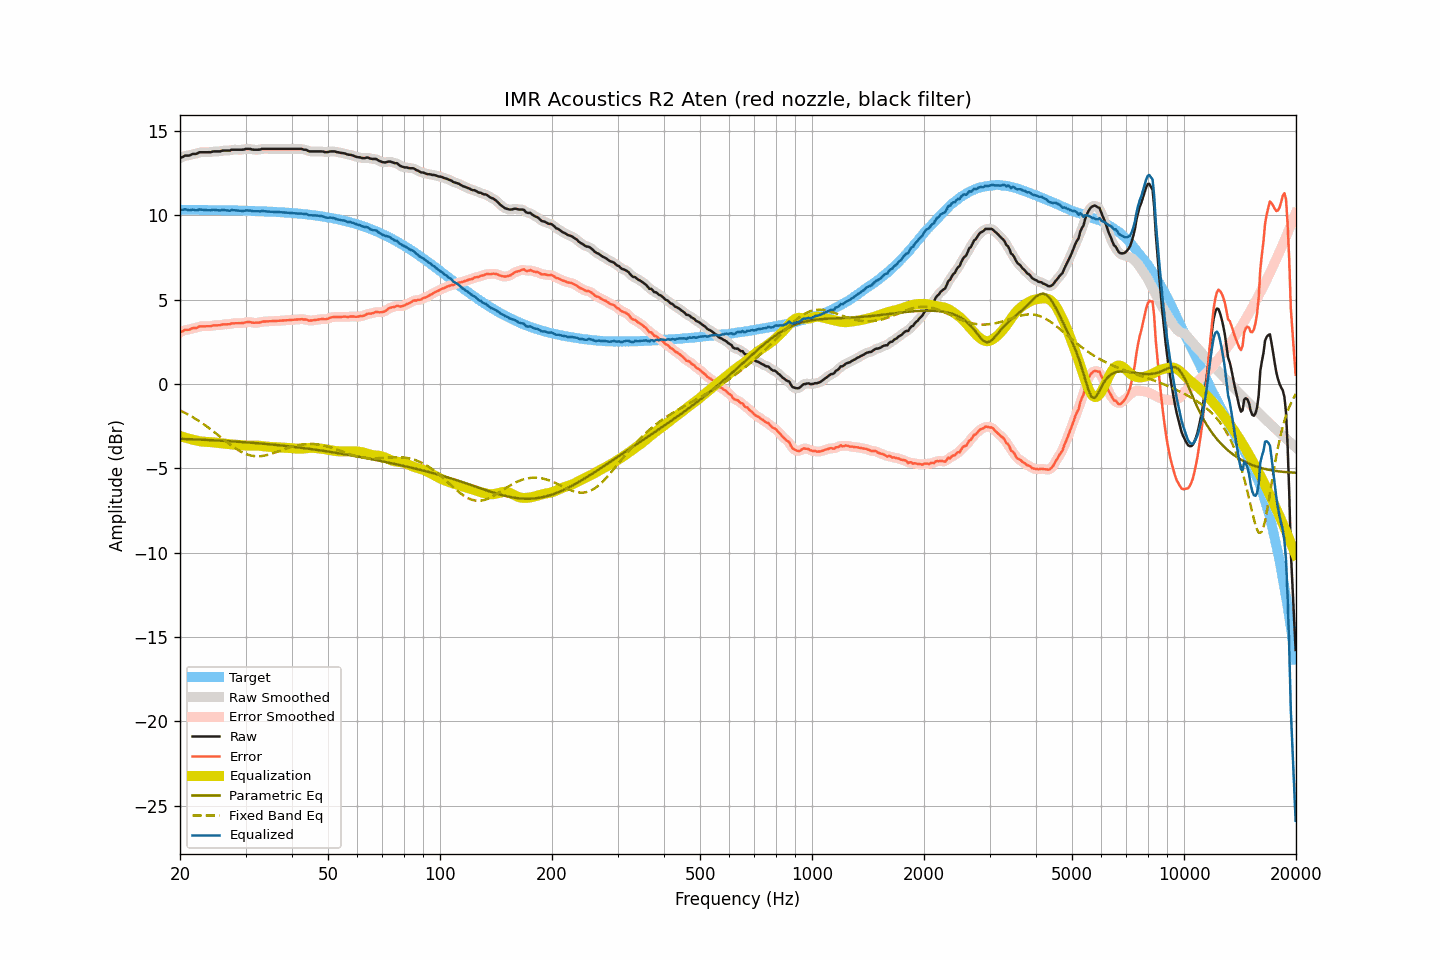 IMR Acoustics R2 Aten (red nozzle, black filter)
15
10
5
0
−5
−10
−15
−20
−25
Amplitude (dBr)
Target
Raw Smoothed
Error Smoothed
Raw
Error
Equalization
Parametric Eq
Fixed Band Eq
Equalized
20 50 100 200 500 1000 2000 5000 10000 20000
Frequency (Hz)